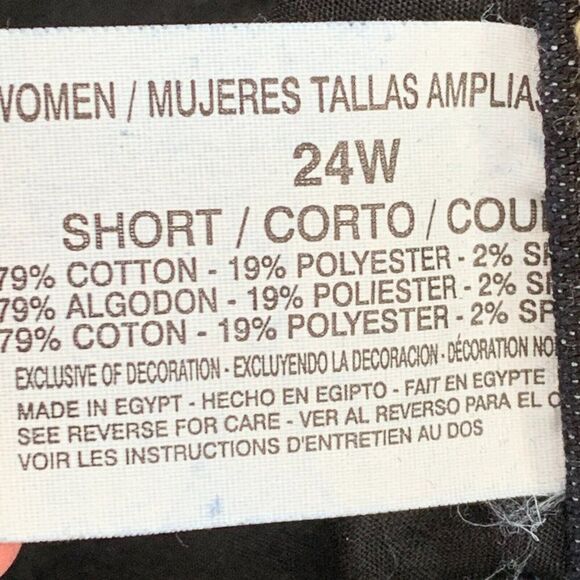 WOMEN / MUJERES TALLAS AMPLIAS
24W
SHORT / CORTO / COU
79% COTTON - 19% POLYESTER - 2% SP
79% ALGODON - 19% POLIESTER - 2% SP
79% COTON - 19% POLYESTER - 2% SP
EXCLUSIVE OF DECORATION - EXCLUYENDO LA DECORACION - DÉCORATION NO
MADE IN EGYPT - HECHO EN EGIPTO - FAIT EN EGYPTE
SEE REVERSE FOR CARE - VER AL REVERSO PARA EL C
VOIR LES INSTRUCTIONS D'ENTRETIEN AU DOS